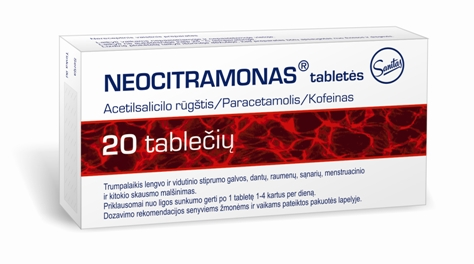 NEOCITRAMONAS® tabletės
Sanitas
Acetilsalicilo rūgštis/Paracetamolis/Kofeinas
20 tablečių
Trumpalaikis lengvo ir vidutinio stiprumo galvos, dantų, raumenų, sąnarių, menstruacinio
ir kitokio skausmo malšinimas.
Priklausomai nuo ligos sunkumo gerti po 1 tabletę 1-4 kartus per dieną.
Dozavimo rekomendacijos senyviems žmonėms ir vaikams pateiktos pakuotės lapelyje.